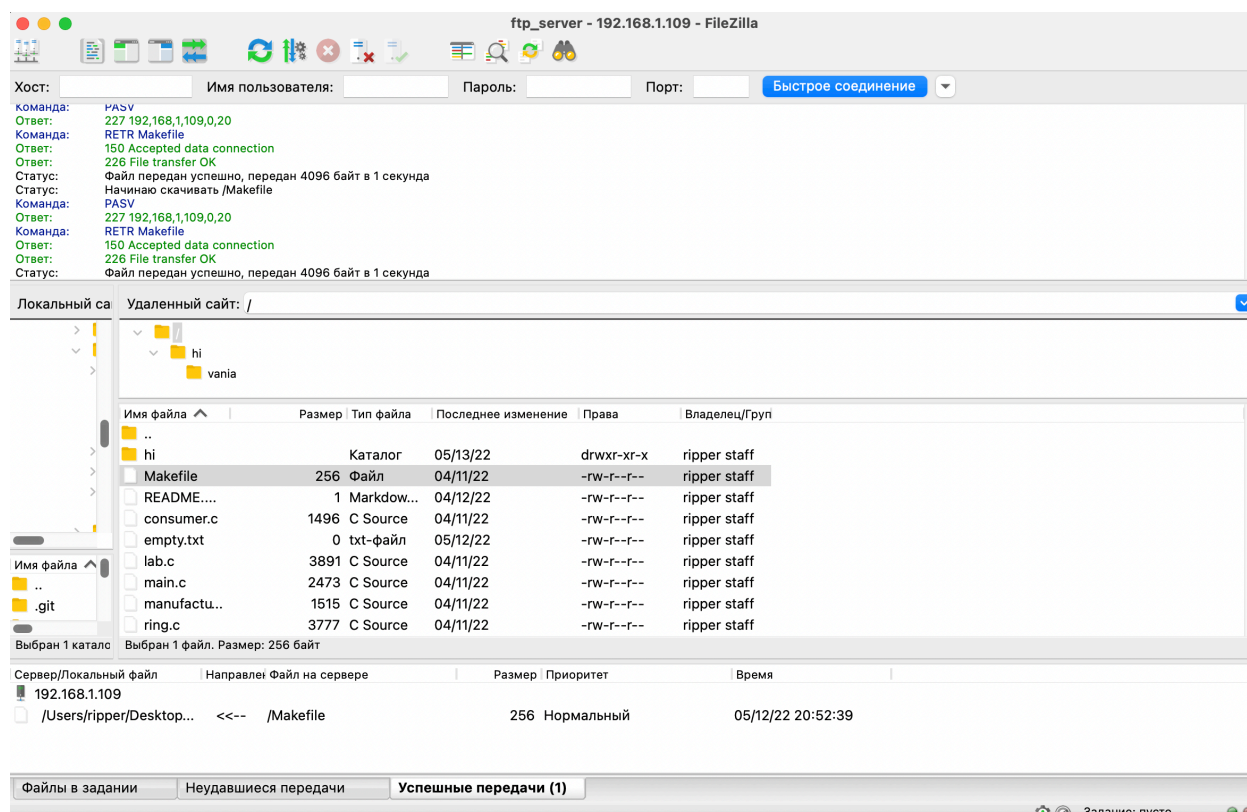 ftp_server - 192.168.1.109 - FileZilla
Хост: Имя пользователя: Пароль: Порт: Быстрое соединение
Команда: PASV
Ответ: 227 192,168,1,109,0,20
Команда: RETR Makefile
Ответ: 150 Accepted data connection
Ответ: 226 File transfer OK
Статус: Файл передан успешно, передан 4096 байт в 1 секунда
Статус: Начинаю скачивать /Makefile
Команда: PASV
Ответ: 227 192,168,1,109,0,20
Команда: RETR Makefile
Ответ: 150 Accepted data connection
Ответ: 226 File transfer OK
Статус: Файл передан успешно, передан 4096 байт в 1 секунда
Локальный са Удаленный сайт: /
/
hi
vania
Имя файла Размер Тип файла Последнее изменение Права Владелец/Груп
..
hi Каталог 05/13/22 drwxr-xr-x ripper staff
Makefile 256 Файл 04/11/22 -rw-r--r-- ripper staff
README.... 1 Markdow... 04/12/22 -rw-r--r-- ripper staff
consumer.c 1496 C Source 04/11/22 -rw-r--r-- ripper staff
empty.txt 0 txt-файл 05/12/22 -rw-r--r-- ripper staff
lab.c 3891 C Source 04/11/22 -rw-r--r-- ripper staff
main.c 2473 C Source 04/11/22 -rw-r--r-- ripper staff
manufactu... 1515 C Source 04/11/22 -rw-r--r-- ripper staff
ring.c 3777 C Source 04/11/22 -rw-r--r-- ripper staff
Имя файла
..
.git
Выбран 1 катало Выбран 1 файл. Размер: 256 байт
Сервер/Локальный файл Направлен Файл на сервере Размер Приоритет Время
192.168.1.109
/Users/ripper/Desktop... <<-- /Makefile 256 Нормальный 05/12/22 20:52:39
Файлы в задании Неудавшиеся передачи Успешные передачи (1)
Задание: пусто